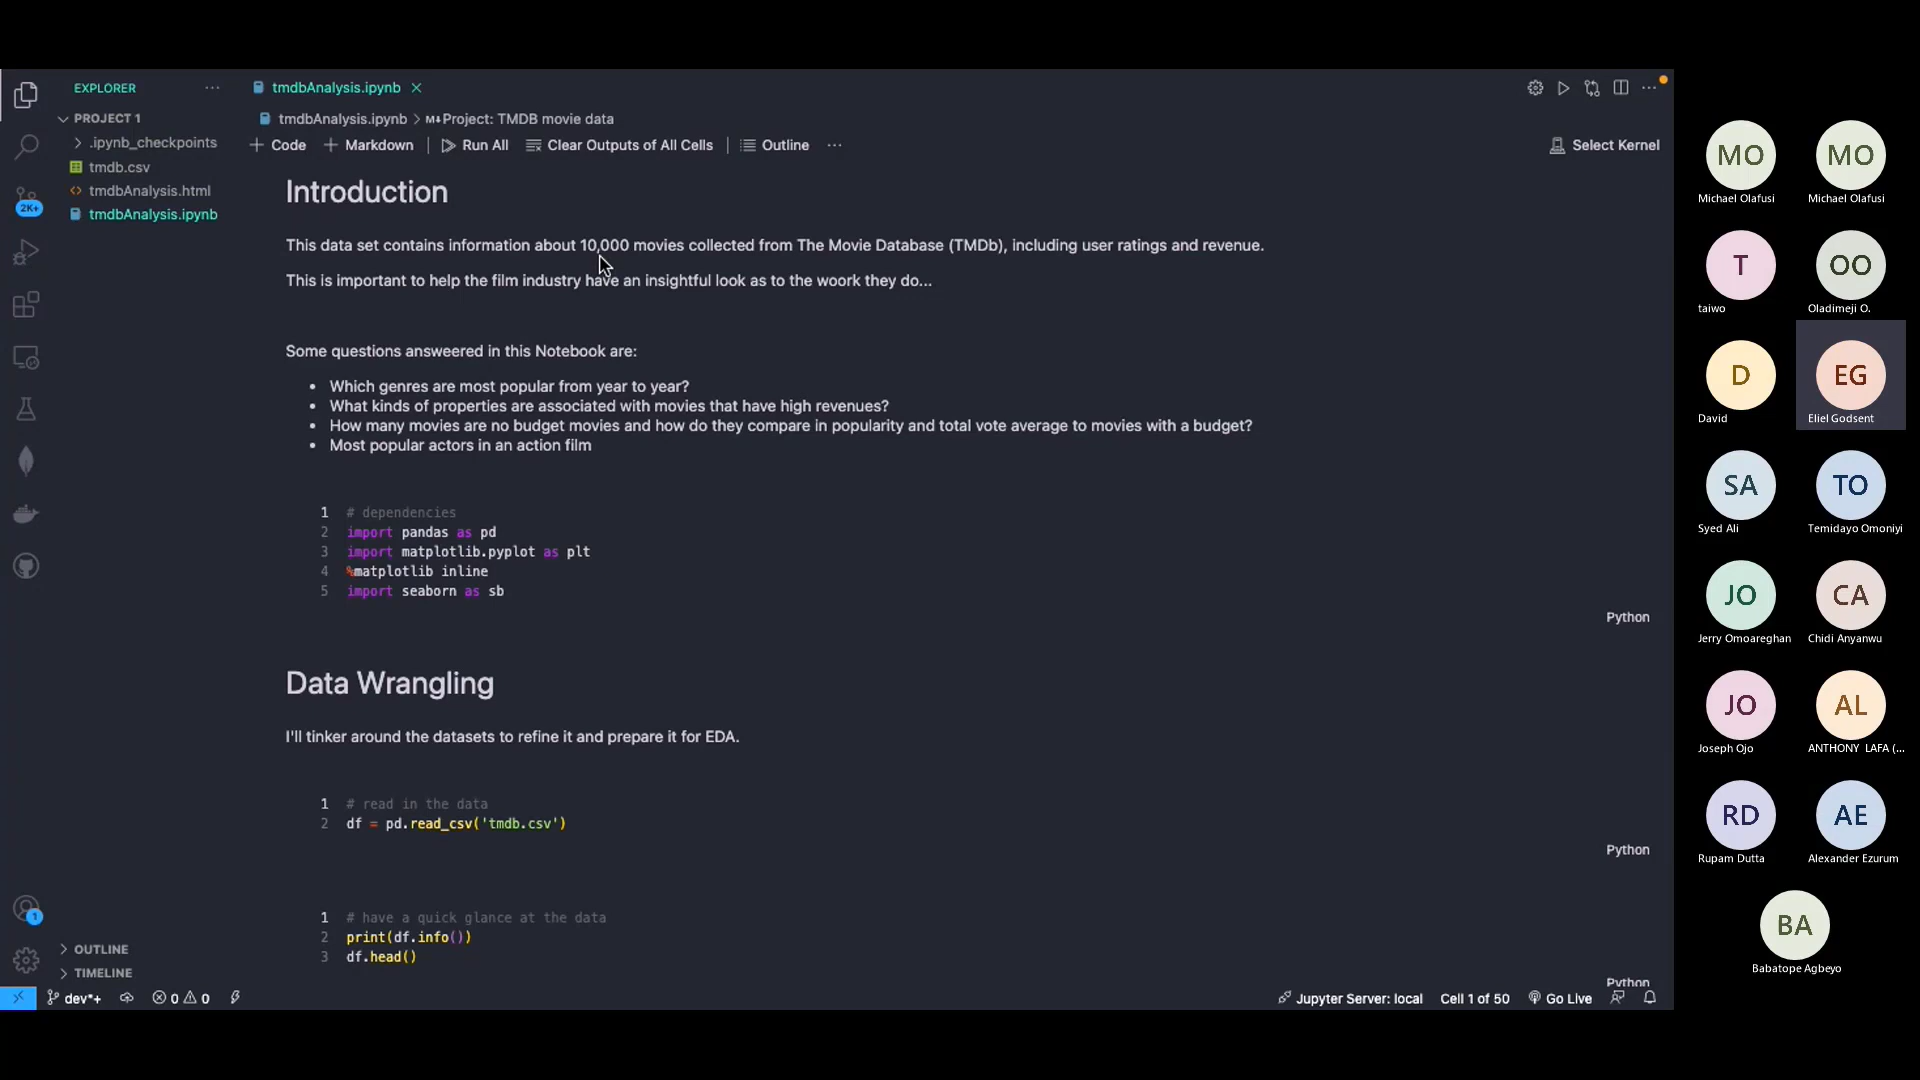 EXPLORER
tmdbAnalysis.ipynb
PROJECT 1
.ipynb_checkpoints
tmdb.csv
tmdbAnalysis.html
tmdbAnalysis.ipynb
2K+
1
OUTLINE
TIMELINE
tmdbAnalysis.ipynb > M↓Project: TMDB movie data
+ Code + Markdown Run All Clear Outputs of All Cells Outline ... Select Kernel
Introduction
This data set contains information about 10,000 movies collected from The Movie Database (TMDb), including user ratings and revenue.
This is important to help the film industry have an insightful look as to the woork they do...
Some questions answeered in this Notebook are:
• Which genres are most popular from year to year?
• What kinds of properties are associated with movies that have high revenues?
• How many movies are no budget movies and how do they compare in popularity and total vote average to movies with a budget?
• Most popular actors in an action film
1 # dependencies
2 import pandas as pd
3 import matplotlib.pyplot as plt
4 %matplotlib inline
5 import seaborn as sb
Python
Data Wrangling
I'll tinker around the datasets to refine it and prepare it for EDA.
1 # read in the data
2 df = pd.read_csv('tmdb.csv')
Python
1 # have a quick glance at the data
2 print(df.info())
3 df.head()
Python
dev*+ 0 0 Jupyter Server: local Cell 1 of 50 Go Live
MO MO
Michael Olafusi Michael Olafusi
T OO
taiwo Oladimeji O.
D EG
David Eliel Godsent
SA TO
Syed Ali Temidayo Omoniyi
JO CA
Jerry Omoareghan Chidi Anyanwu
JO AL
Joseph Ojo ANTHONY LAFA (...
RD AE
Rupam Dutta Alexander Ezurum
BA
Babatope Agbeyo